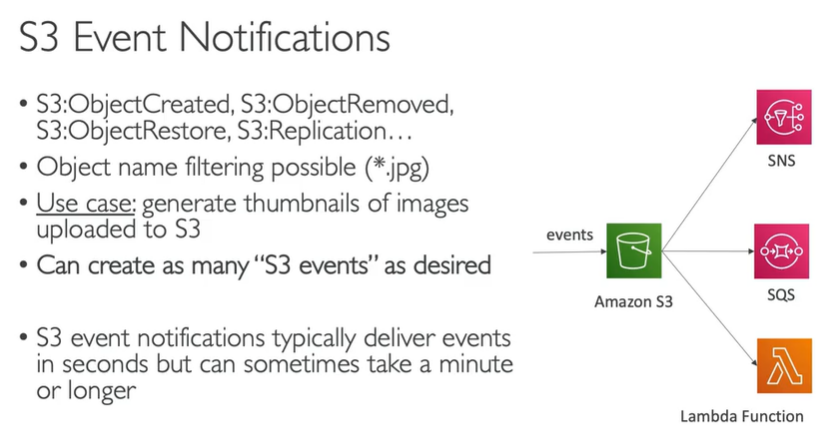 S3 Event Notifications
• S3:ObjectCreated, S3:ObjectRemoved,
S3:ObjectRestore, S3:Replication…
• Object name filtering possible (*.jpg)
• Use case: generate thumbnails of images
uploaded to S3
• Can create as many “S3 events” as desired
• S3 event notifications typically deliver events
in seconds but can sometimes take a minute
or longer
events
Amazon S3
SNS
SQS
Lambda Function